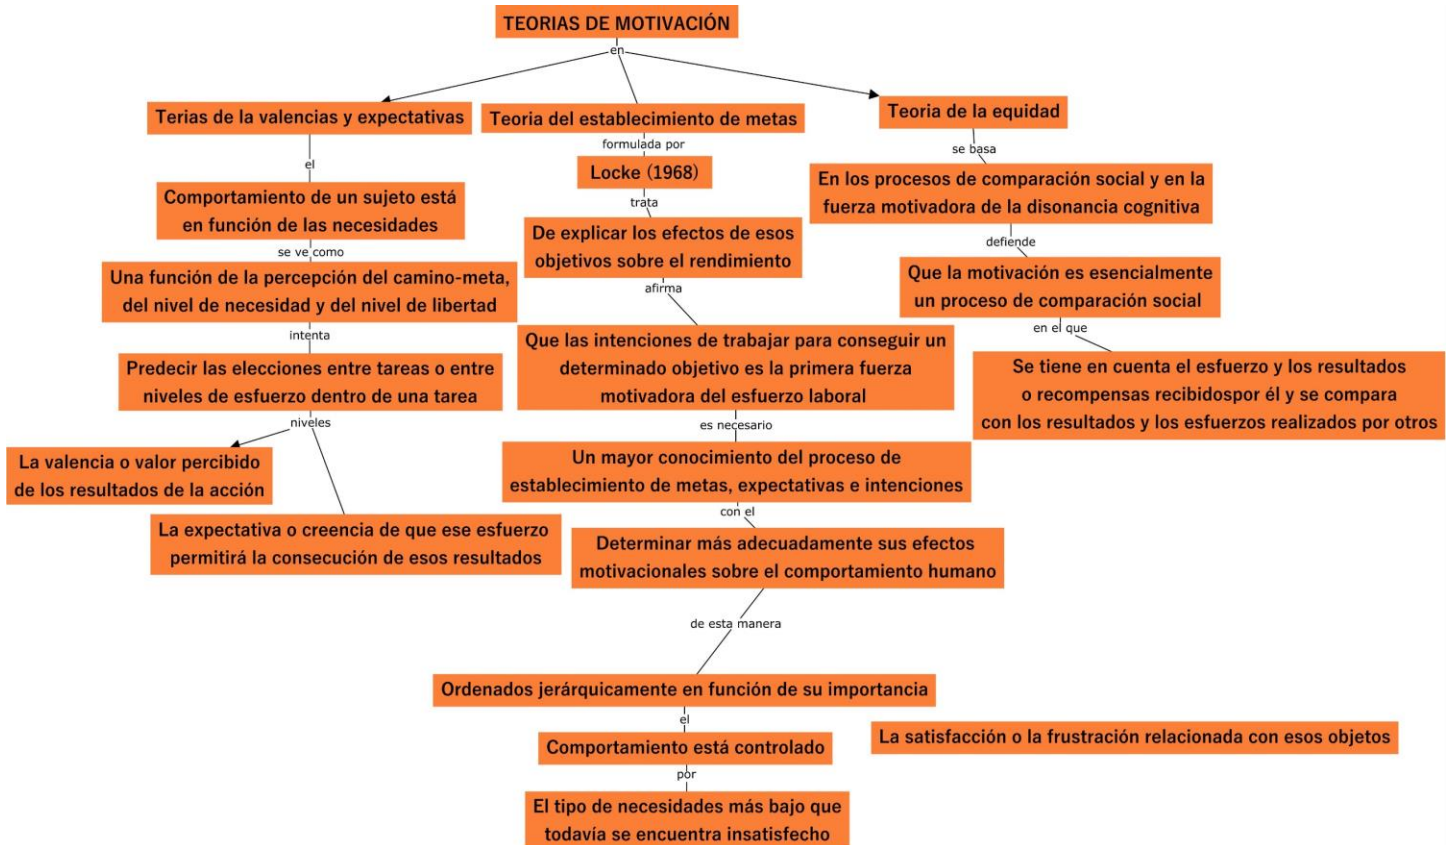 TEORIAS DE MOTIVACIÓN
en
Terias de la valencias y expectativas
el
Comportamiento de un sujeto está
en función de las necesidades
se ve como
Una función de la percepción del camino-meta,
del nivel de necesidad y del nivel de libertad
intenta
Predecir las elecciones entre tareas o entre
niveles de esfuerzo dentro de una tarea
niveles
La valencia o valor percibido
de los resultados de la acción
La expectativa o creencia de que ese esfuerzo
permitirá la consecución de esos resultados
Teoria del establecimiento de metas
formulada por
Locke (1968)
trata
De explicar los efectos de esos
objetivos sobre el rendimiento
afirma
Que las intenciones de trabajar para conseguir un
determinado objetivo es la primera fuerza
motivadora del esfuerzo laboral
es necesario
Un mayor conocimiento del proceso de
establecimiento de metas, expectativas e intenciones
con el
Determinar más adecuadamente sus efectos
motivacionales sobre el comportamiento humano
de esta manera
Ordenados jerárquicamente en función de su importancia
el
Comportamiento está controlado
por
El tipo de necesidades más bajo que
todavía se encuentra insatisfecho
Teoria de la equidad
se basa
En los procesos de comparación social y en la
fuerza motivadora de la disonancia cognitiva
defiende
Que la motivación es esencialmente
un proceso de comparación social
en el que
Se tiene en cuenta el esfuerzo y los resultados
o recompensas recibidospor él y se compara
con los resultados y los esfuerzos realizados por otros
La satisfacción o la frustración relacionada con esos objetos